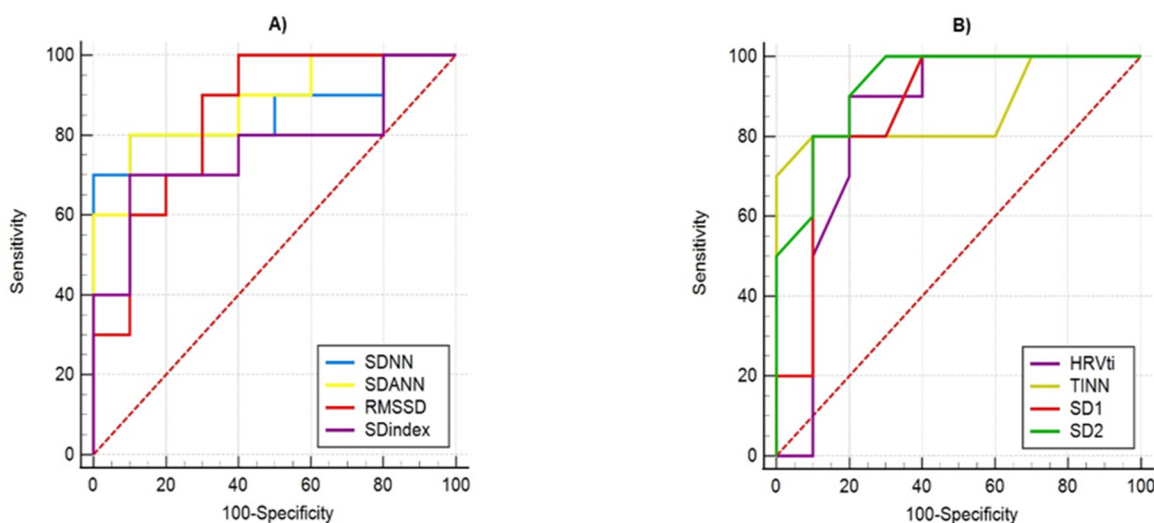 A)
100
80
60
40
20
0
Sensitivity
SDNN
SDANN
RMSSD
SDindex
0 20 40 60 80 100
100-Specificity
B)
100
80
60
40
20
0
Sensitivity
HRVti
TINN
SD1
SD2
0 20 40 60 80 100
100-Specificity